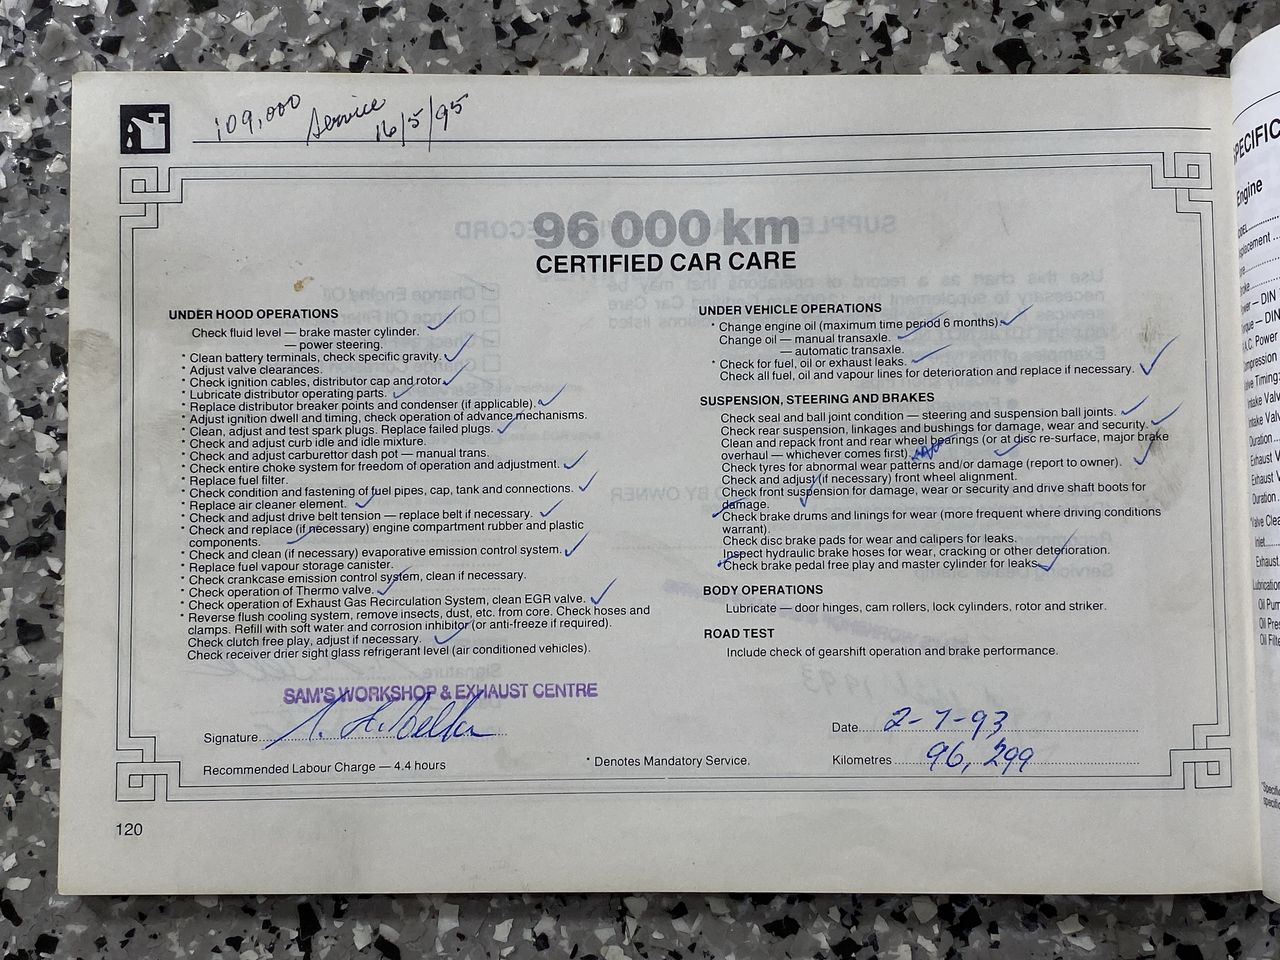 109,000 Service 16/5/95
96 000 km
CERTIFIED CAR CARE
UNDER HOOD OPERATIONS
Check fluid level — brake master cylinder.
— power steering.
* Clean battery terminals, check specific gravity.
* Adjust valve clearances.
Check ignition cables, distributor cap and rotor.
* Lubricate distributor operating parts.
* Replace distributor breaker points and condenser (if applicable).
* Adjust ignition dwell and timing, check operation of advance mechanisms.
* Clean, adjust and test spark plugs. Replace failed plugs.
* Check and adjust curb idle and idle mixture.
* Check and adjust carburettor dash pot — manual trans.
* Check entire choke system for freedom of operation and adjustment.
* Replace fuel filter.
* Check condition and fastening of fuel pipes, cap, tank and connections.
* Replace air cleaner element.
* Check and adjust drive belt tension — replace belt if necessary.
* Check and replace (if necessary) engine compartment rubber and plastic
components.
* Check and clean (if necessary) evaporative emission control system.
* Replace fuel vapour storage canister.
* Check crankcase emission control system, clean if necessary.
* Check operation of Thermo valve.
* Check operation of Exhaust Gas Recirculation System, clean EGR valve.
* Reverse flush cooling system, remove insects, dust, etc. from core. Check hoses and
clamps. Refill with soft water and corrosion inhibitor (or anti-freeze if required).
Check clutch free play, adjust if necessary.
Check receiver drier sight glass refrigerant level (air conditioned vehicles).
UNDER VEHICLE OPERATIONS
* Change engine oil (maximum time period 6 months).
Change oil — manual transaxle.
— automatic transaxle.
* Check for fuel, oil or exhaust leaks.
Check all fuel, oil and vapour lines for deterioration and replace if necessary.
SUSPENSION, STEERING AND BRAKES
Check seal and ball joint condition — steering and suspension ball joints.
Check rear suspension, linkages and bushings for damage, wear and security.
Clean and repack front and rear wheel bearings (or at disc re-surface, major brake
overhaul — whichever comes first).
Check tyres for abnormal wear patterns and/or damage (report to owner).
Check and adjust (if necessary) front wheel alignment.
Check front suspension for damage, wear or security and drive shaft boots for
damage.
Check brake drums and linings for wear (more frequent where driving conditions
warrant).
Check disc brake pads for wear and calipers for leaks.
Inspect hydraulic brake hoses for wear, cracking or other deterioration.
Check brake pedal free play and master cylinder for leaks.
BODY OPERATIONS
Lubricate — door hinges, cam rollers, lock cylinders, rotor and striker.
ROAD TEST
Include check of gearshift operation and brake performance.
SAM'S WORKSHOP & EXHAUST CENTRE
Signature
Date 2-7-93
Recommended Labour Charge — 4.4 hours
* Denotes Mandatory Service.
Kilometres 96,299
120
Engine